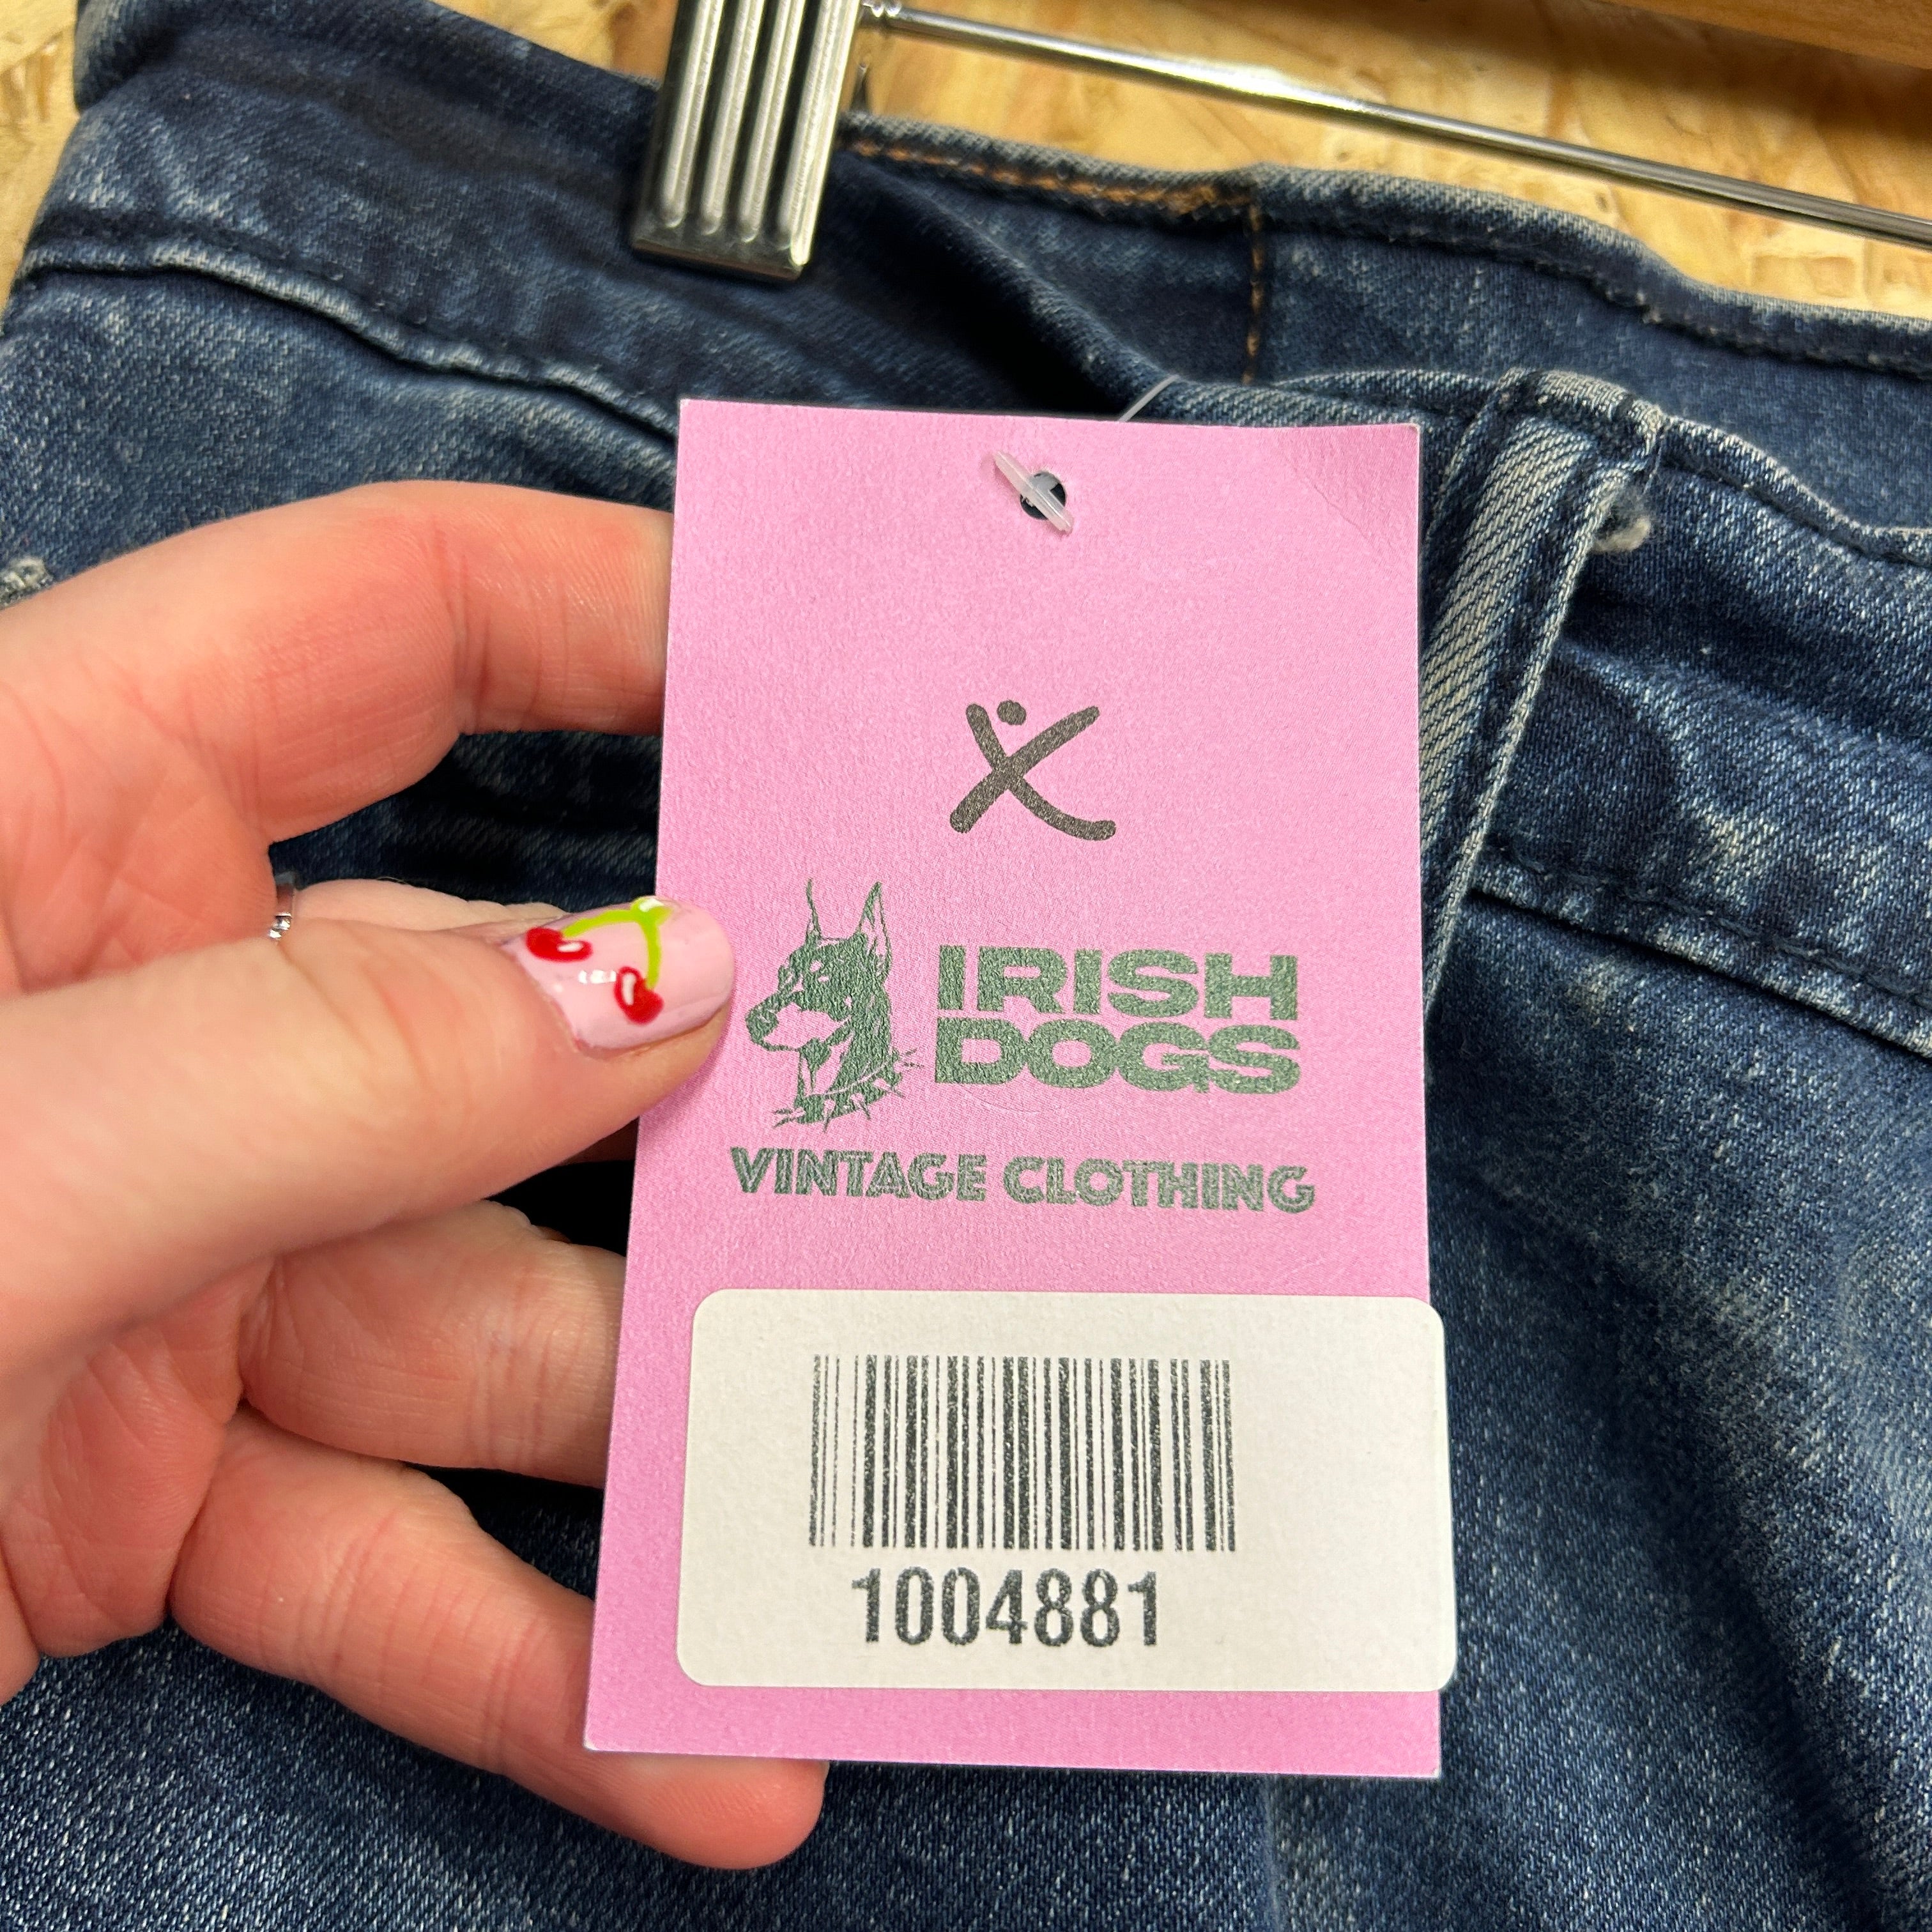 IRISH
DOGS
VINTAGE CLOTHING
1004881